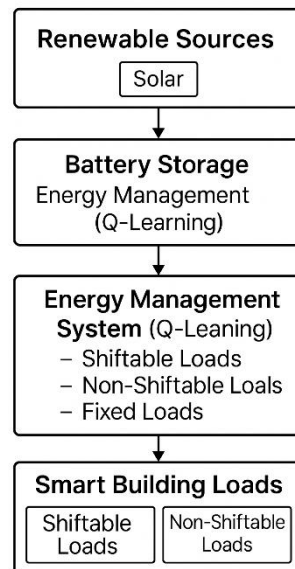 Renewable Sources
Solar
Battery Storage
Energy Management
(Q-Learning)
Energy Management
System (Q-Leaning)
– Shiftable Loads
– Non-Shiftable Loals
– Fixed Loads
Smart Building Loads
Shiftable
Loads
Non-Shiftable
Loads